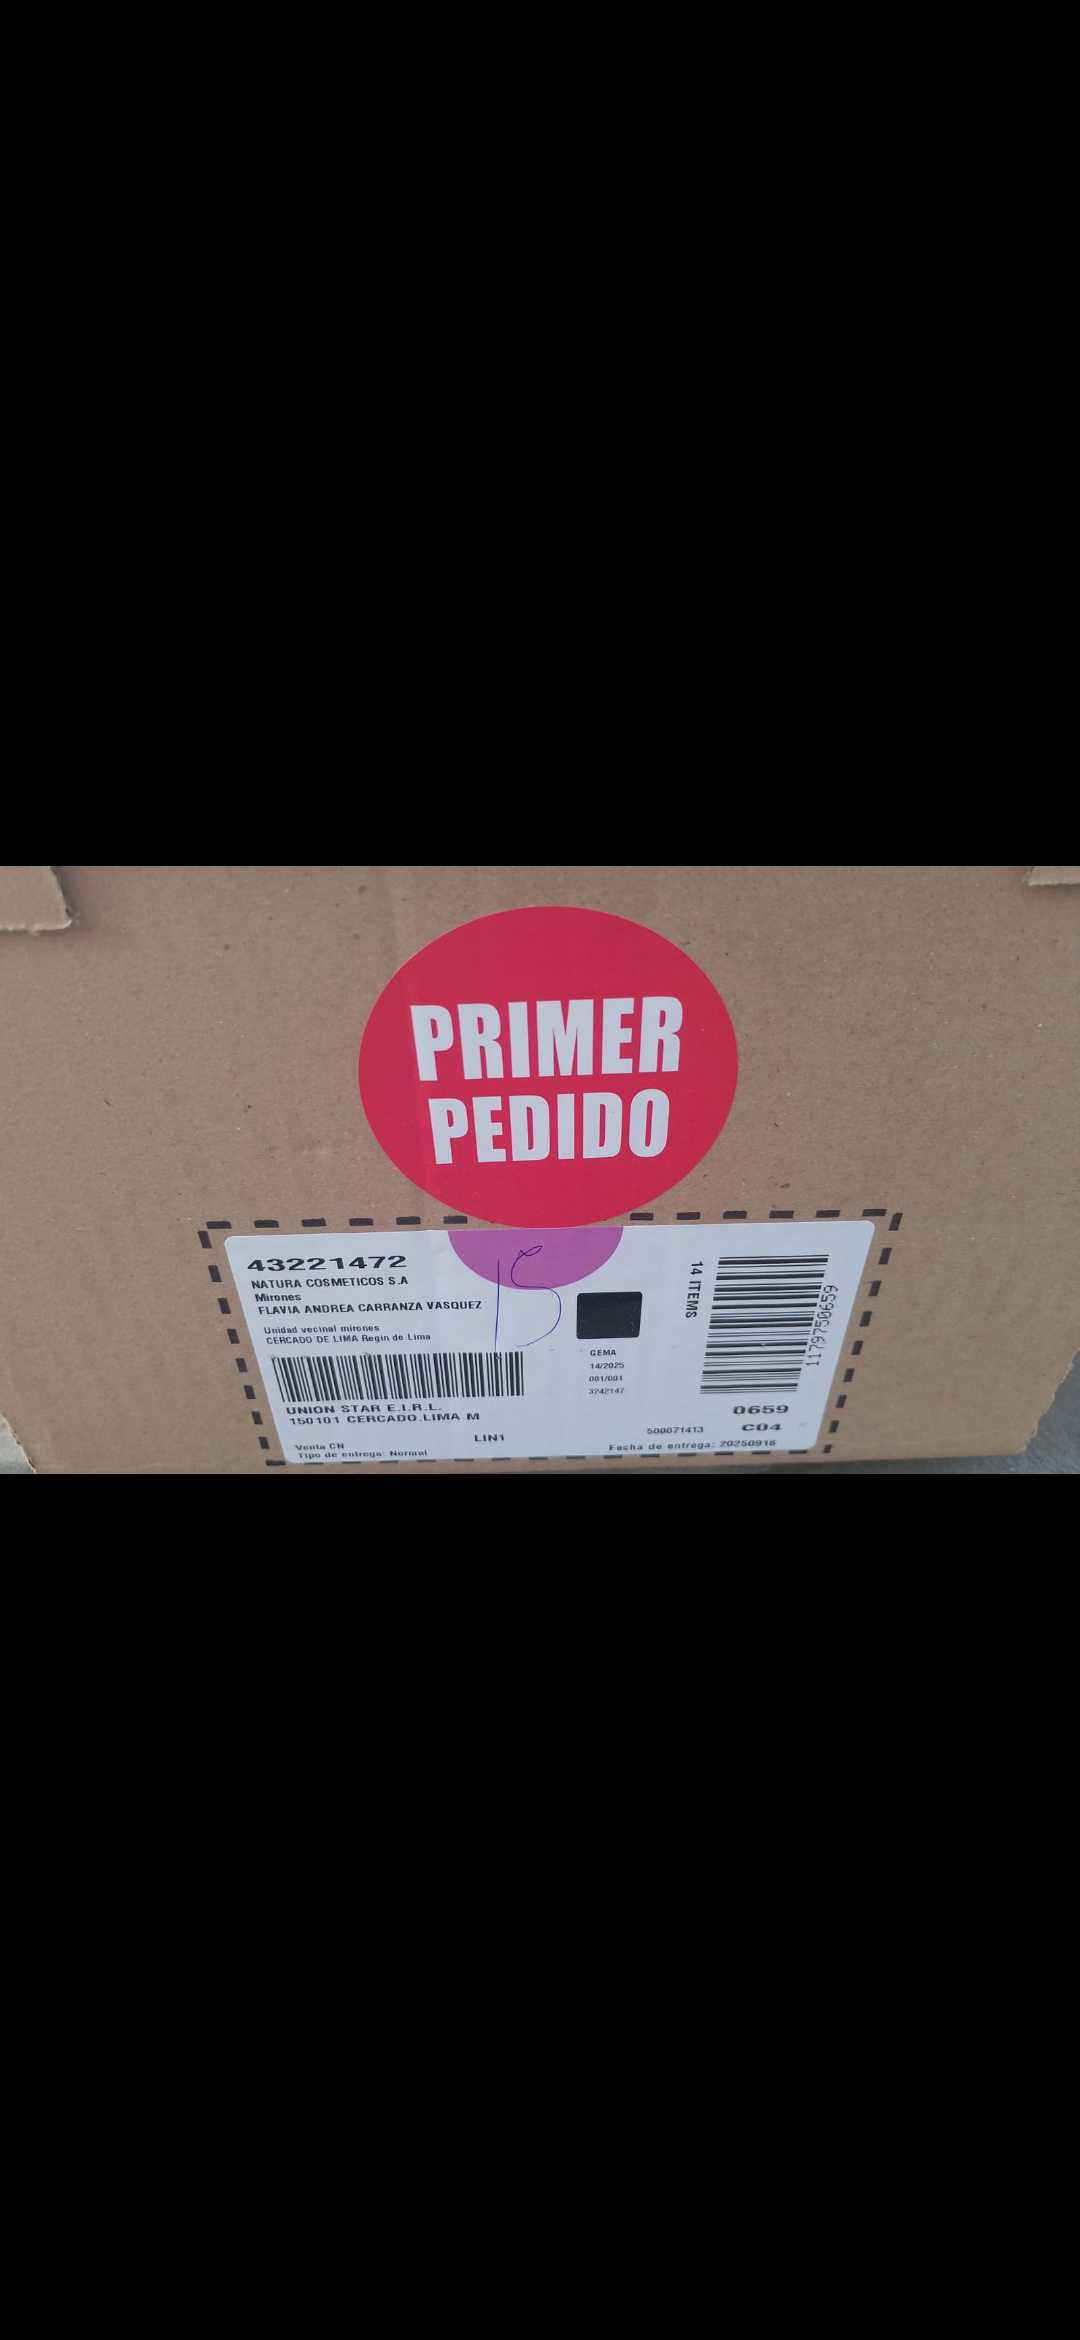 PRIMER
PEDIDO
43221472
NATURA COSMETICOS S.A
Mirones
FLAVIA ANDREA CARRANZA VASQUEZ
Unidad vecinal mirones
CERCADO DE LIMA Regin de Lima
15
14 ITEMS
1179750659
GEMA
14/2025
001/001
3242147
UNION STAR E.I.R.L.
150101 CERCADO.LIMA M
LIN1
0659
500071413 C04
Venta CN
Tipo de entrega: Normal
Fecha de entrega: 20250916